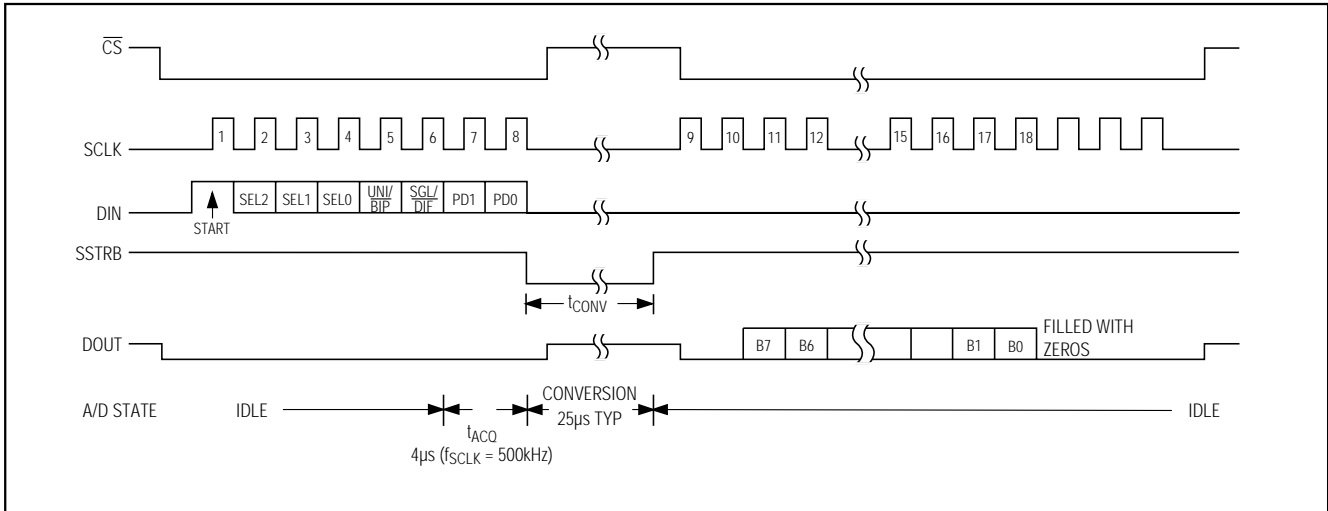 CS
SCLK
1 2 3 4 5 6 7 8 9 10 11 12 15 16 17 18
DIN
START
SEL2 SEL1 SEL0 UNI/BIP SGL/DIF PD1 PD0
SSTRB
tCONV
DOUT
B7 B6 B1 B0
FILLED WITH
ZEROS
A/D STATE
IDLE
tACQ
4µs (fSCLK = 500kHz)
CONVERSION
25µs TYP
IDLE